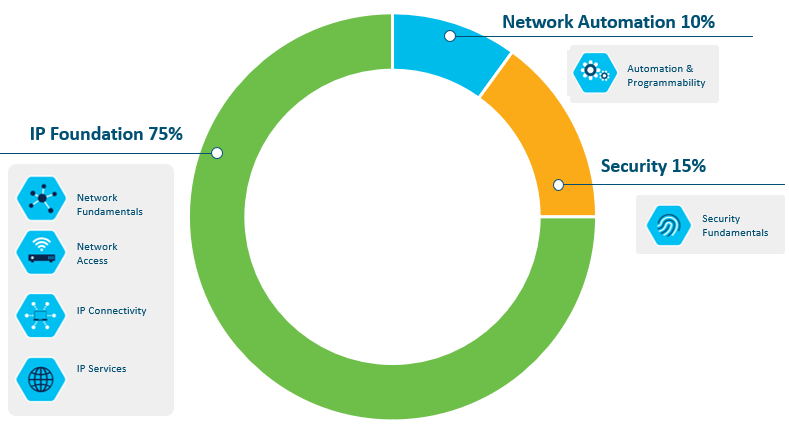 Network Automation 10%
Automation &
Programmability
IP Foundation 75%
Network
Fundamentals
Network
Access
IP Connectivity
IP Services
Security 15%
Security
Fundamentals